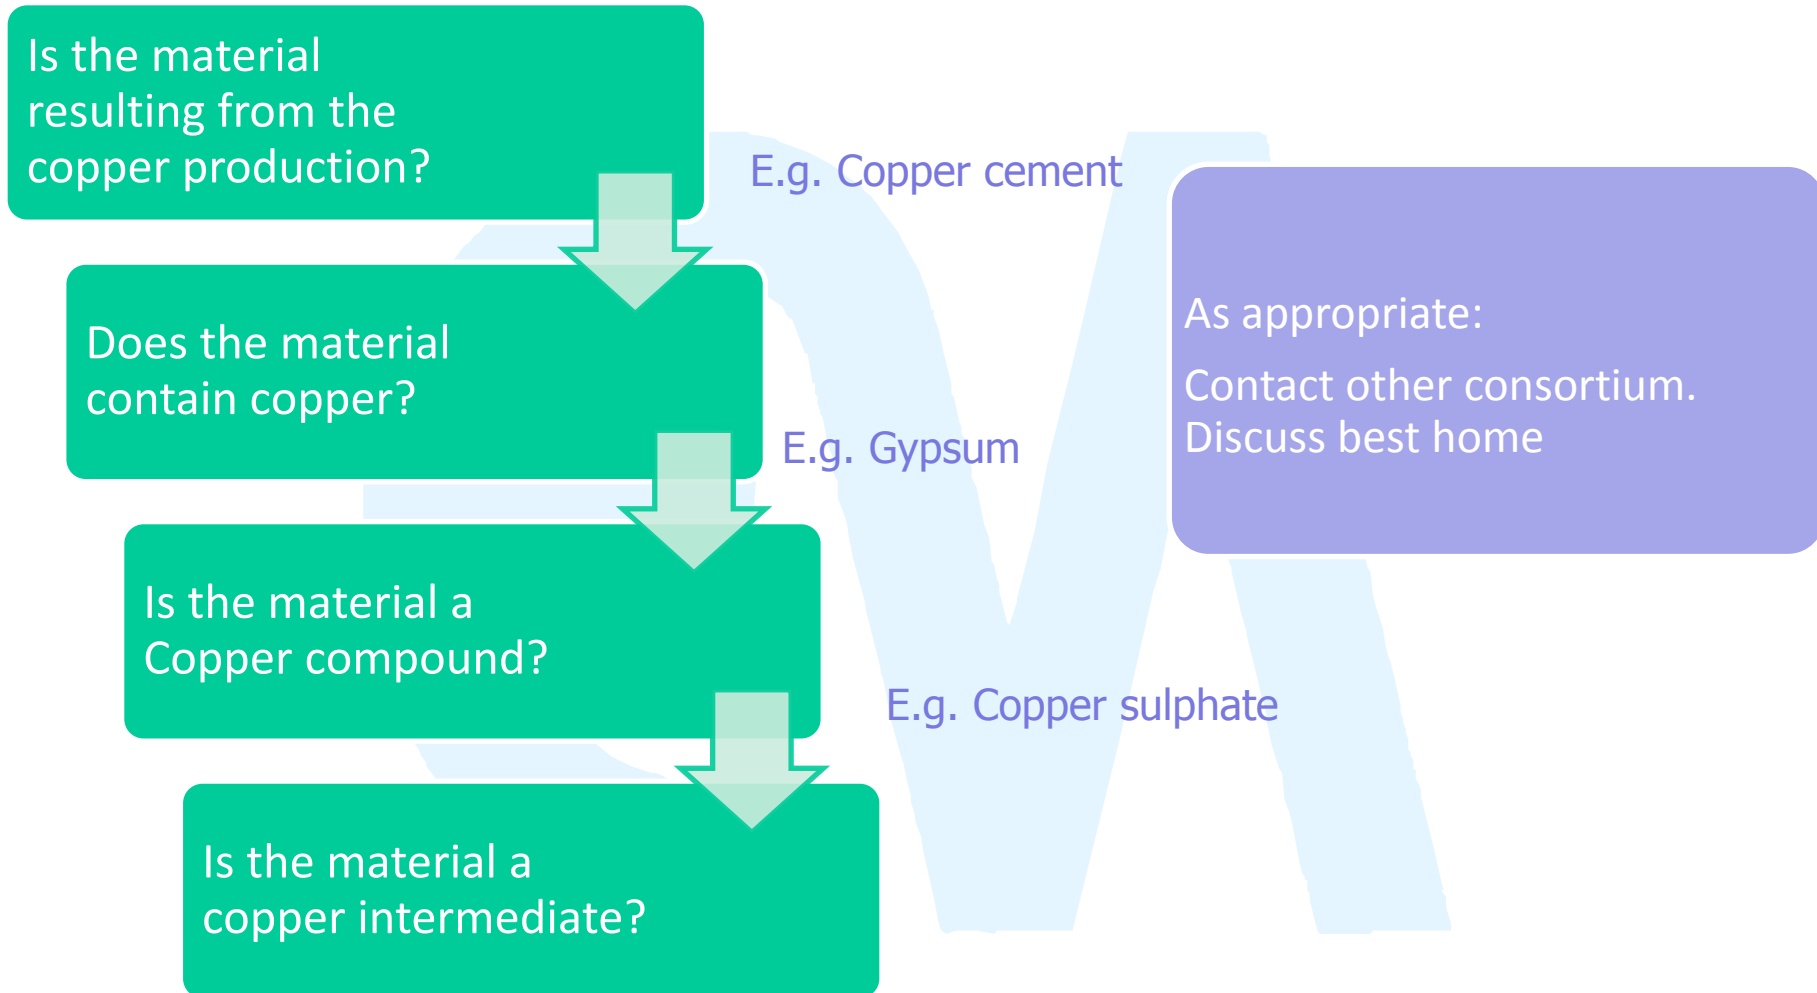 Is the material
resulting from the
copper production?
E.g. Copper cement
Does the material
contain copper?
E.g. Gypsum
Is the material a
Copper compound?
E.g. Copper sulphate
Is the material a
copper intermediate?
As appropriate:
Contact other consortium.
Discuss best home